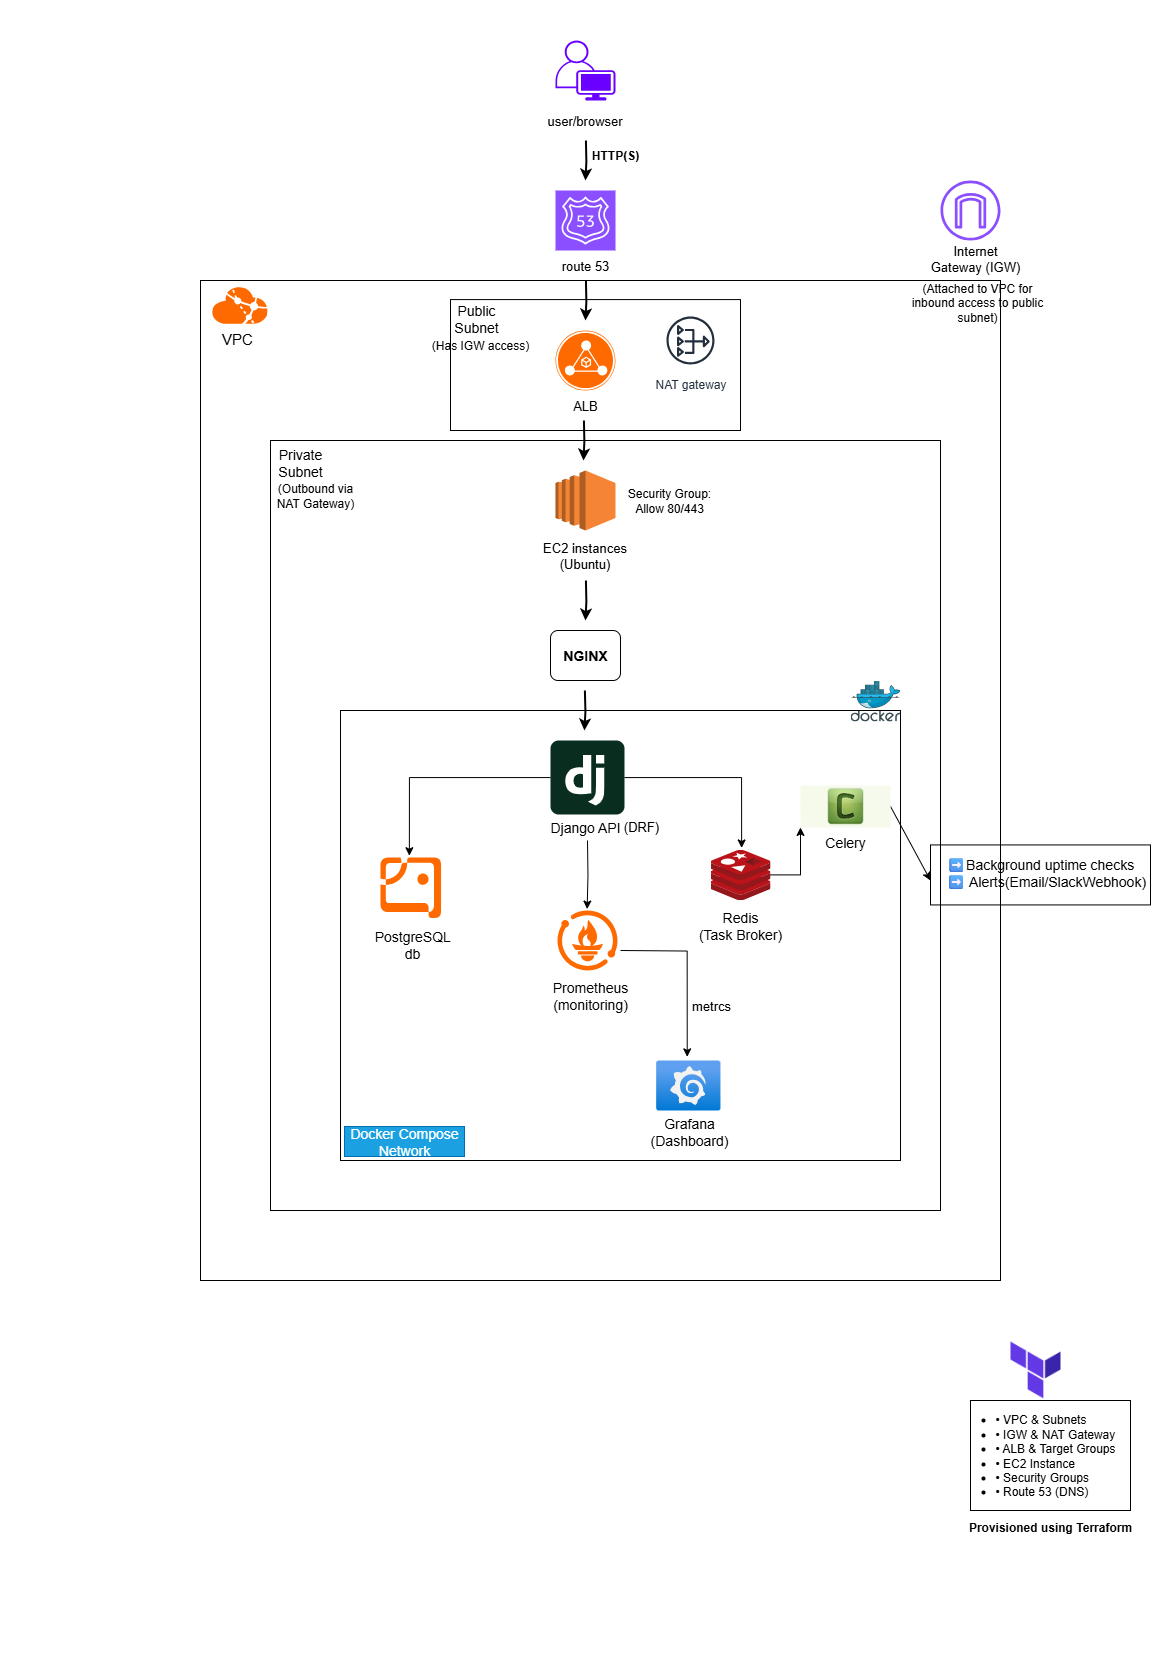 user/browser
HTTP(S)
53
route 53
Internet
Gateway (IGW)
(Attached to VPC for
inbound access to public
subnet)
VPC
Public
Subnet
(Has IGW access)
NAT gateway
ALB
Private
Subnet
(Outbound via
NAT Gateway)
Security Group:
Allow 80/443
EC2 instances
(Ubuntu)
NGINX
docker
dj
Django API (DRF)
C
Celery
➡️ Background uptime checks
➡️ Alerts(Email/SlackWebhook)
Redis
(Task Broker)
PostgreSQL
db
Prometheus
(monitoring)
metrcs
Grafana
(Dashboard)
Docker Compose
Network
• • VPC & Subnets
• • IGW & NAT Gateway
• • ALB & Target Groups
• • EC2 Instance
• • Security Groups
• • Route 53 (DNS)
Provisioned using Terraform